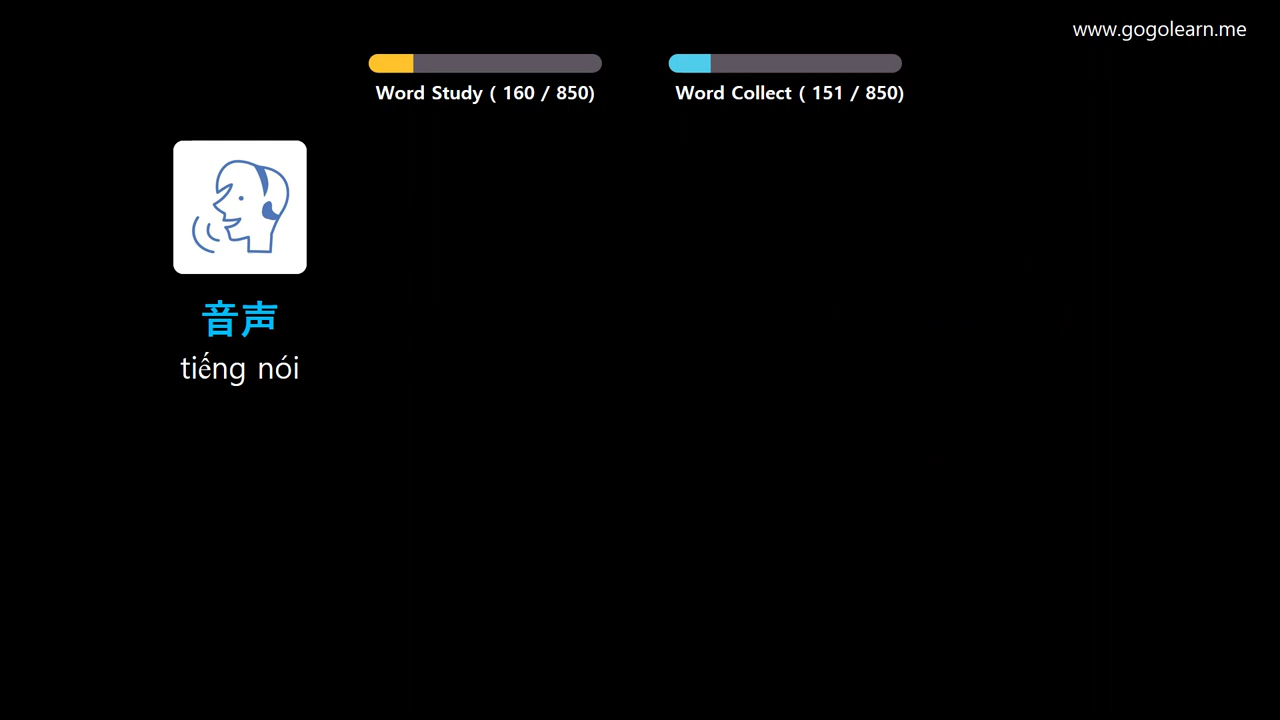 www.gogolearn.me
Word Study ( 160 / 850)
Word Collect ( 151 / 850)
音声
tiếng nói